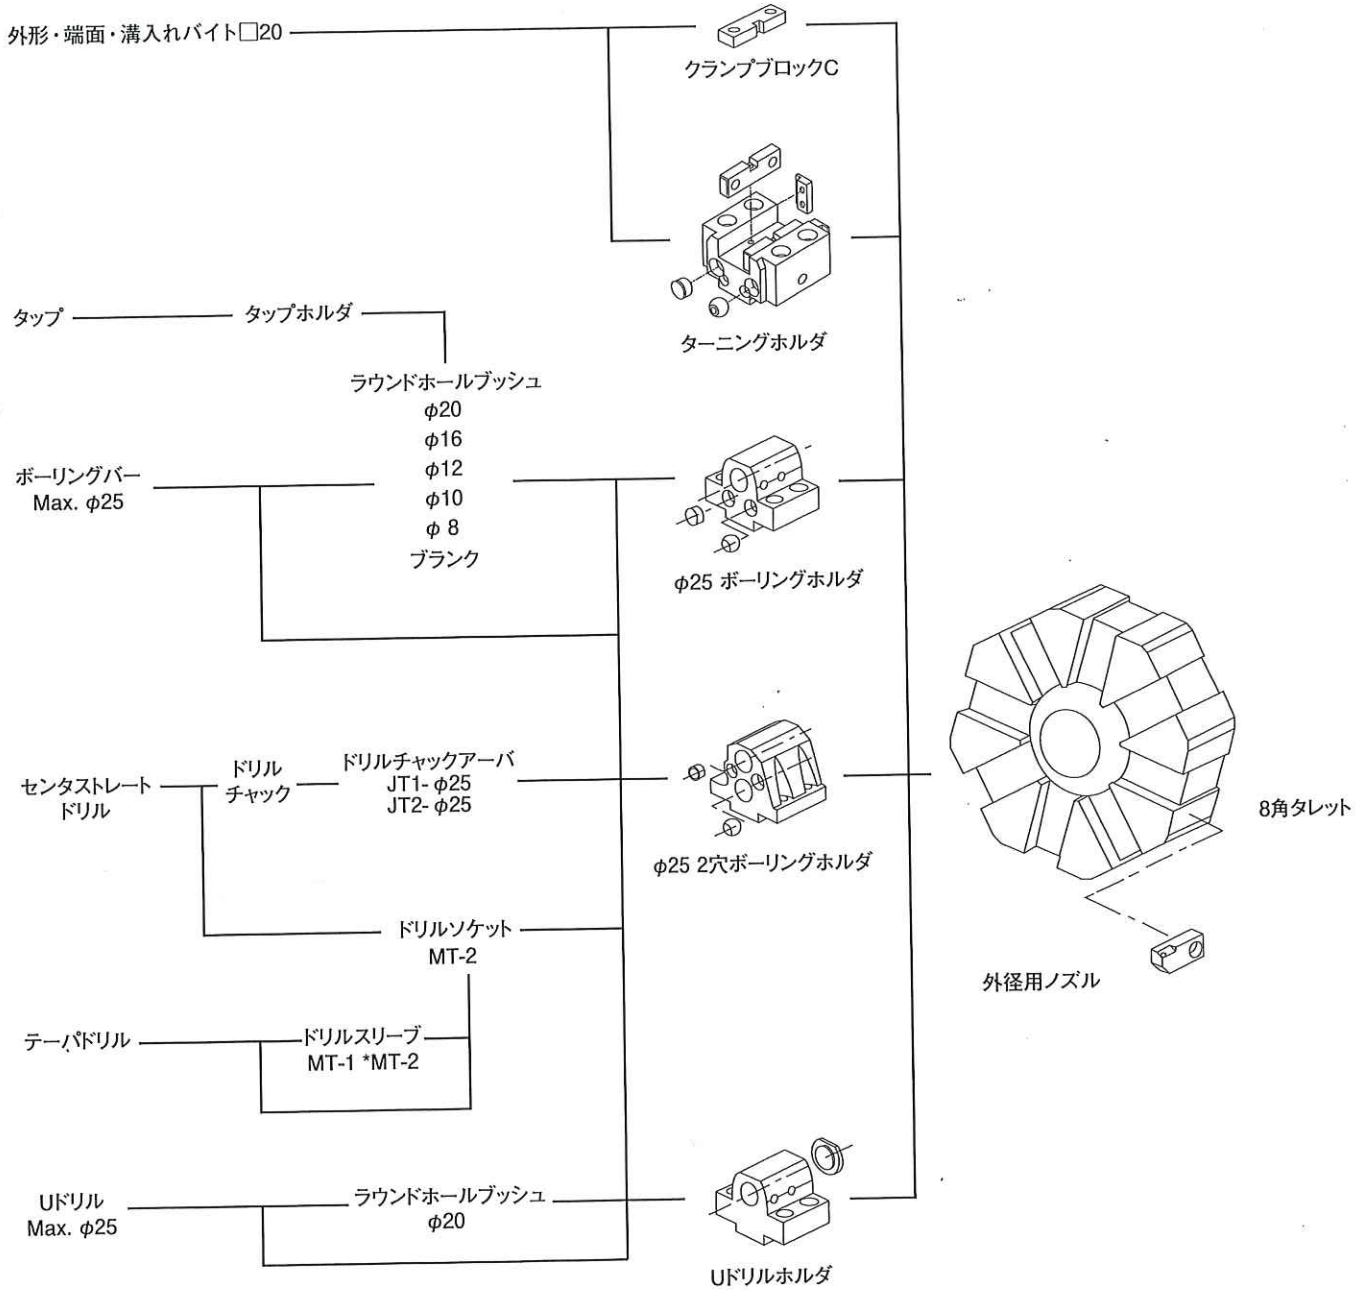 外形・端面・溝入れバイト□20
クランプブロックC
ターニングホルダ
タップ
タップホルダ
ラウンドホールブッシュ
φ20
φ16
φ12
φ10
φ 8
ブランク
ボーリングバー
Max. φ25
φ25 ボーリングホルダ
センタストレート
ドリル
ドリル
チャック
ドリルチャックアーバ
JT1- φ25
JT2- φ25
φ25 2穴ボーリングホルダ
8角タレット
ドリルソケット
MT-2
外径用ノズル
テーパドリル
ドリルスリーブ
MT-1 *MT-2
Uドリル
Max. φ25
ラウンドホールブッシュ
φ20
Uドリルホルダ